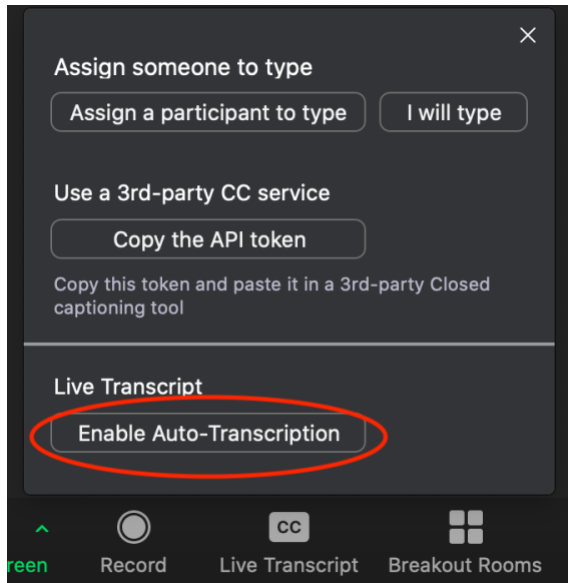 Assign someone to type
Assign a participant to type I will type
Use a 3rd-party CC service
Copy the API token
Copy this token and paste it in a 3rd-party Closed
captioning tool
Live Transcript
Enable Auto-Transcription
CC
reen Record Live Transcript Breakout Rooms